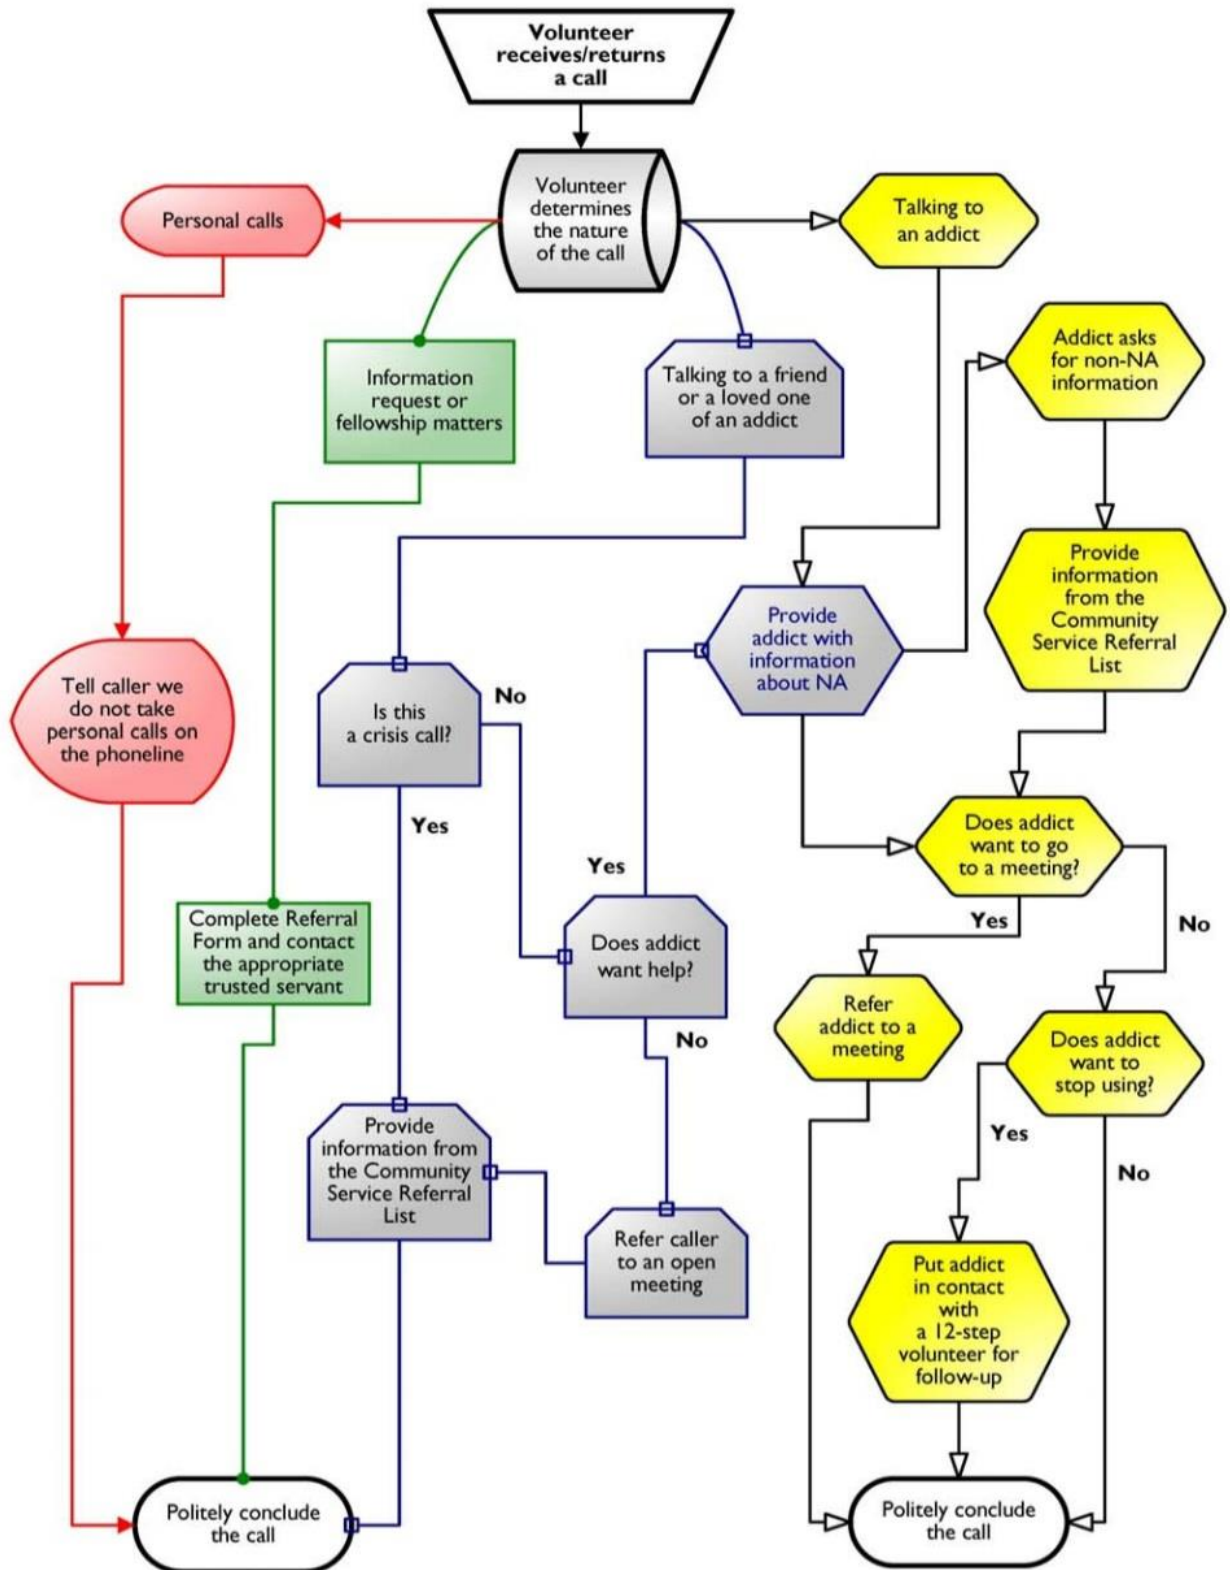 Volunteer
receives/returns
a call
Volunteer
determines
the nature
of the call
Personal calls
Talking to
an addict
Information
request or
fellowship matters
Talking to a friend
or a loved one
of an addict
Addict asks
for non-NA
information
Provide
information
from the
Community
Service Referral
List
Provide
addict with
information
about NA
Tell caller we
do not take
personal calls on
the phoneline
Is this
a crisis call?
No
Yes
Does addict
want to go
to a meeting?
Yes
No
Complete Referral
Form and contact
the appropriate
trusted servant
Yes
Does addict
want help?
No
Refer
addict to a
meeting
Does addict
want to
stop using?
Yes
No
Provide
information from
the Community
Service Referral
List
Refer caller
to an open
meeting
Put addict
in contact
with
a 12-step
volunteer for
follow-up
Politely conclude
the call
Politely conclude
the call